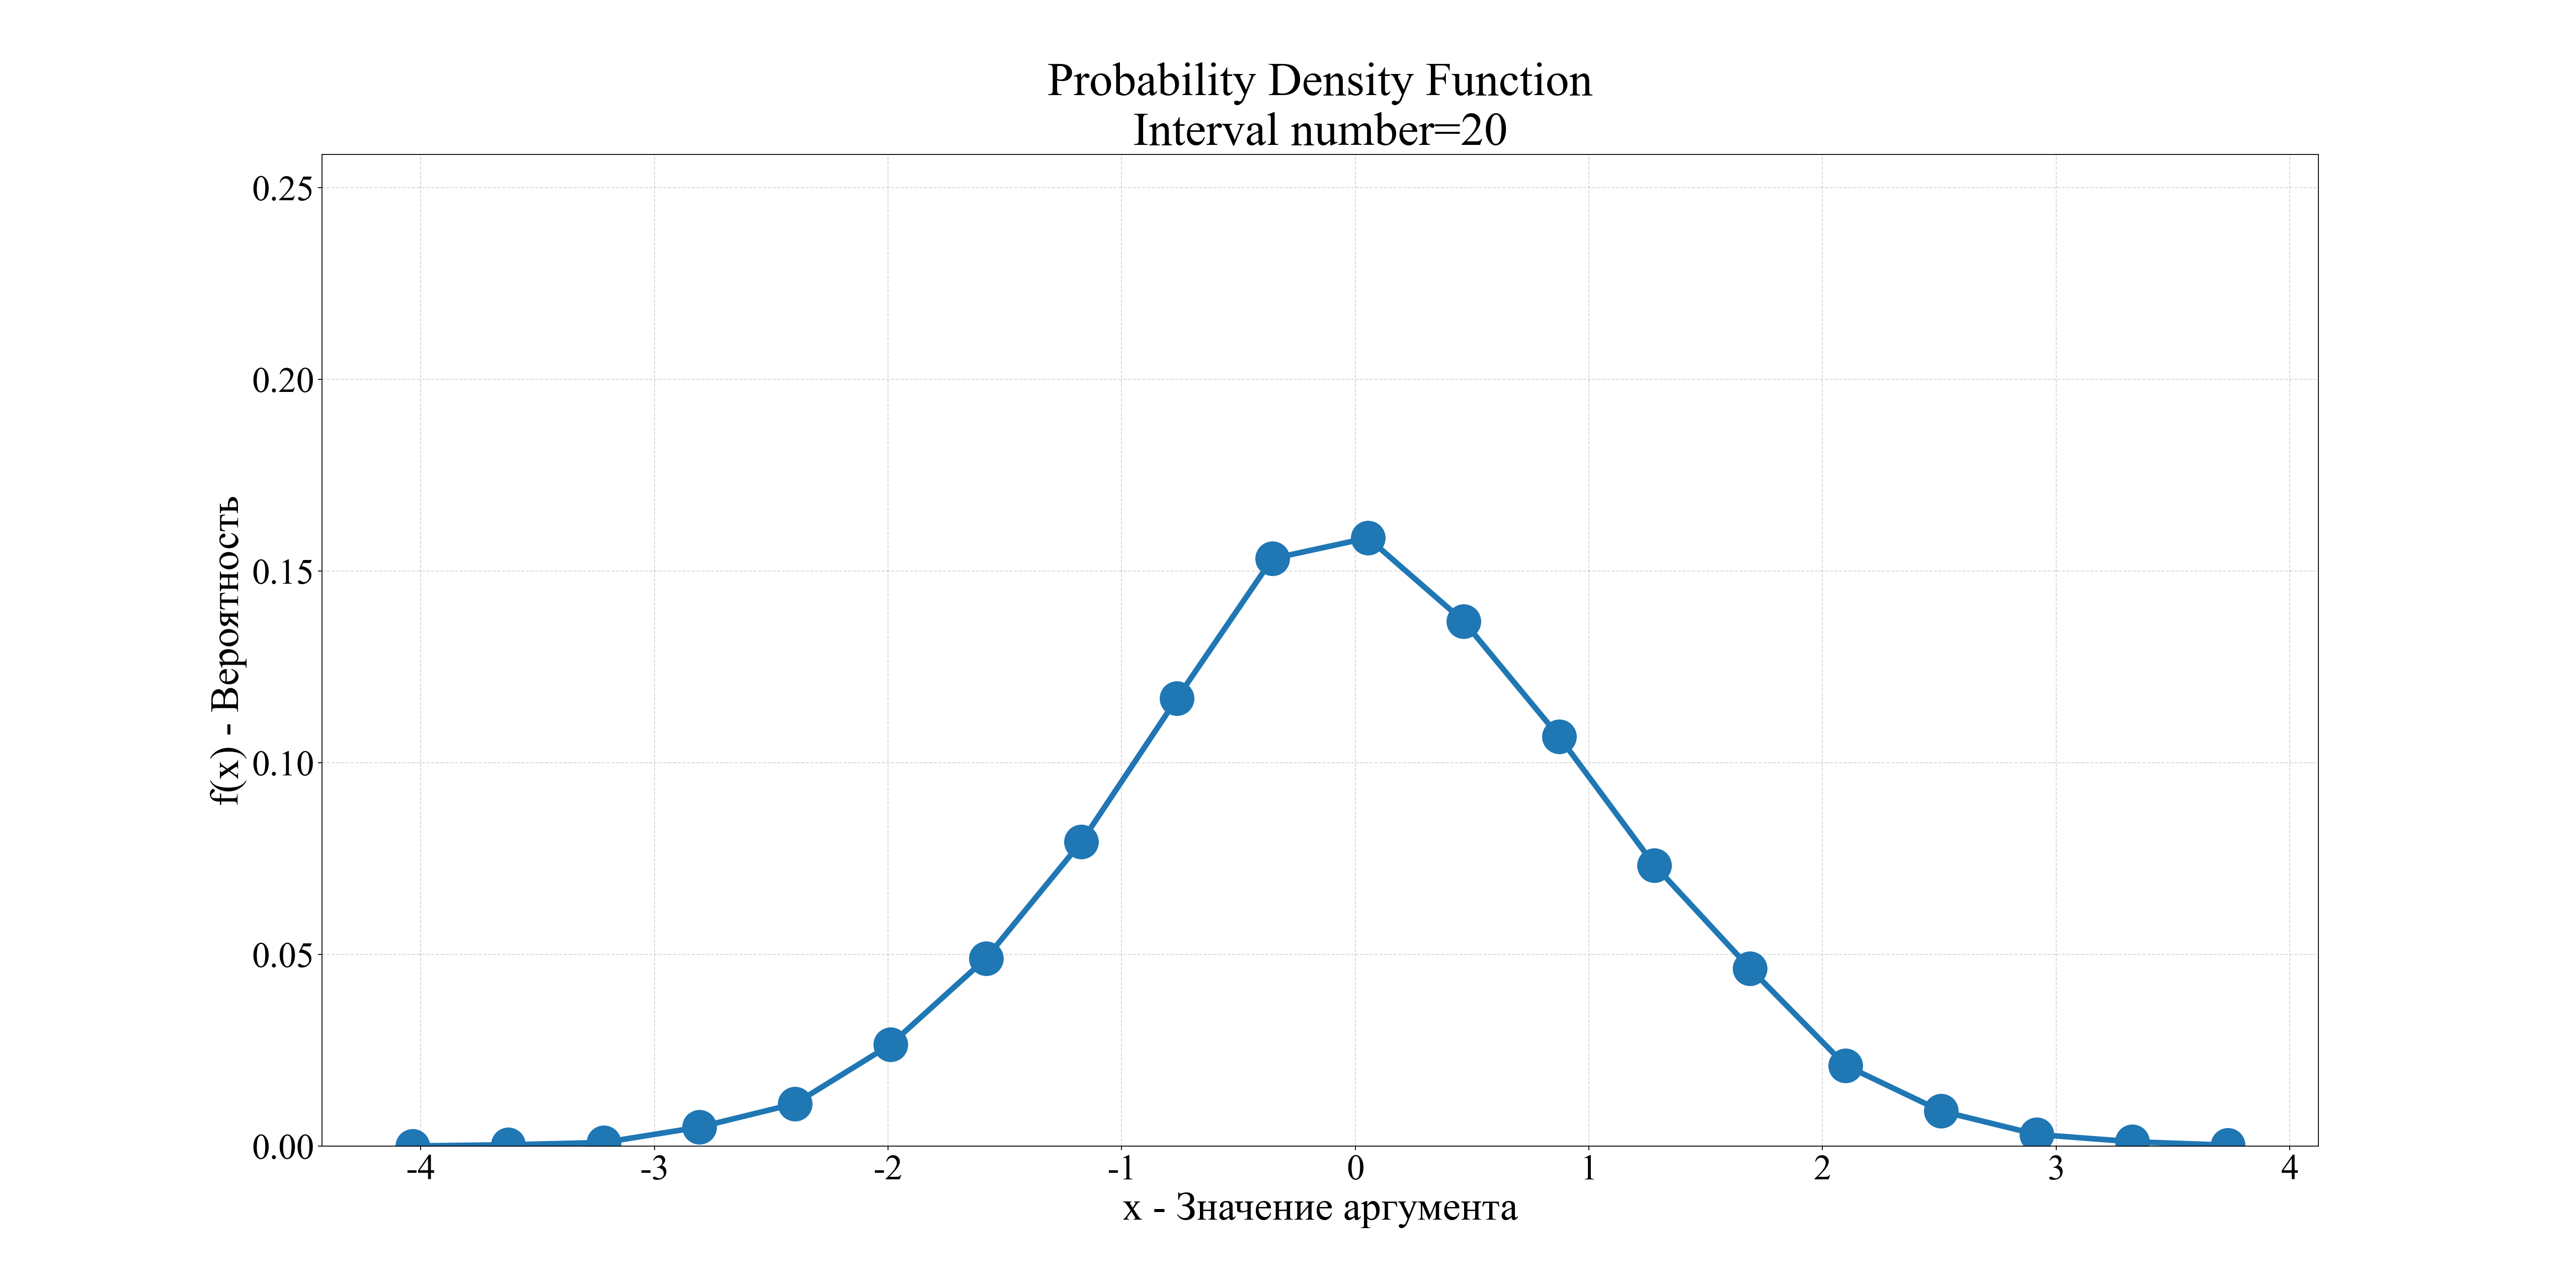 Probability Density Function
Interval number=20
f(x) - Вероятность
0.25
0.20
0.15
0.10
0.05
0.00
-4 -3 -2 -1 0 1 2 3 4
x - Значение аргумента